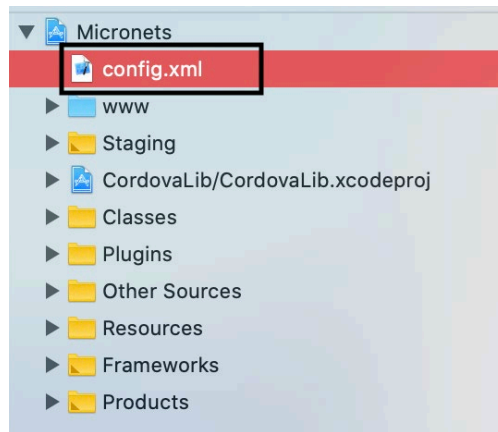 Micronets
config.xml
www
Staging
CordovaLib/CordovaLib.xcodeproj
Classes
Plugins
Other Sources
Resources
Frameworks
Products